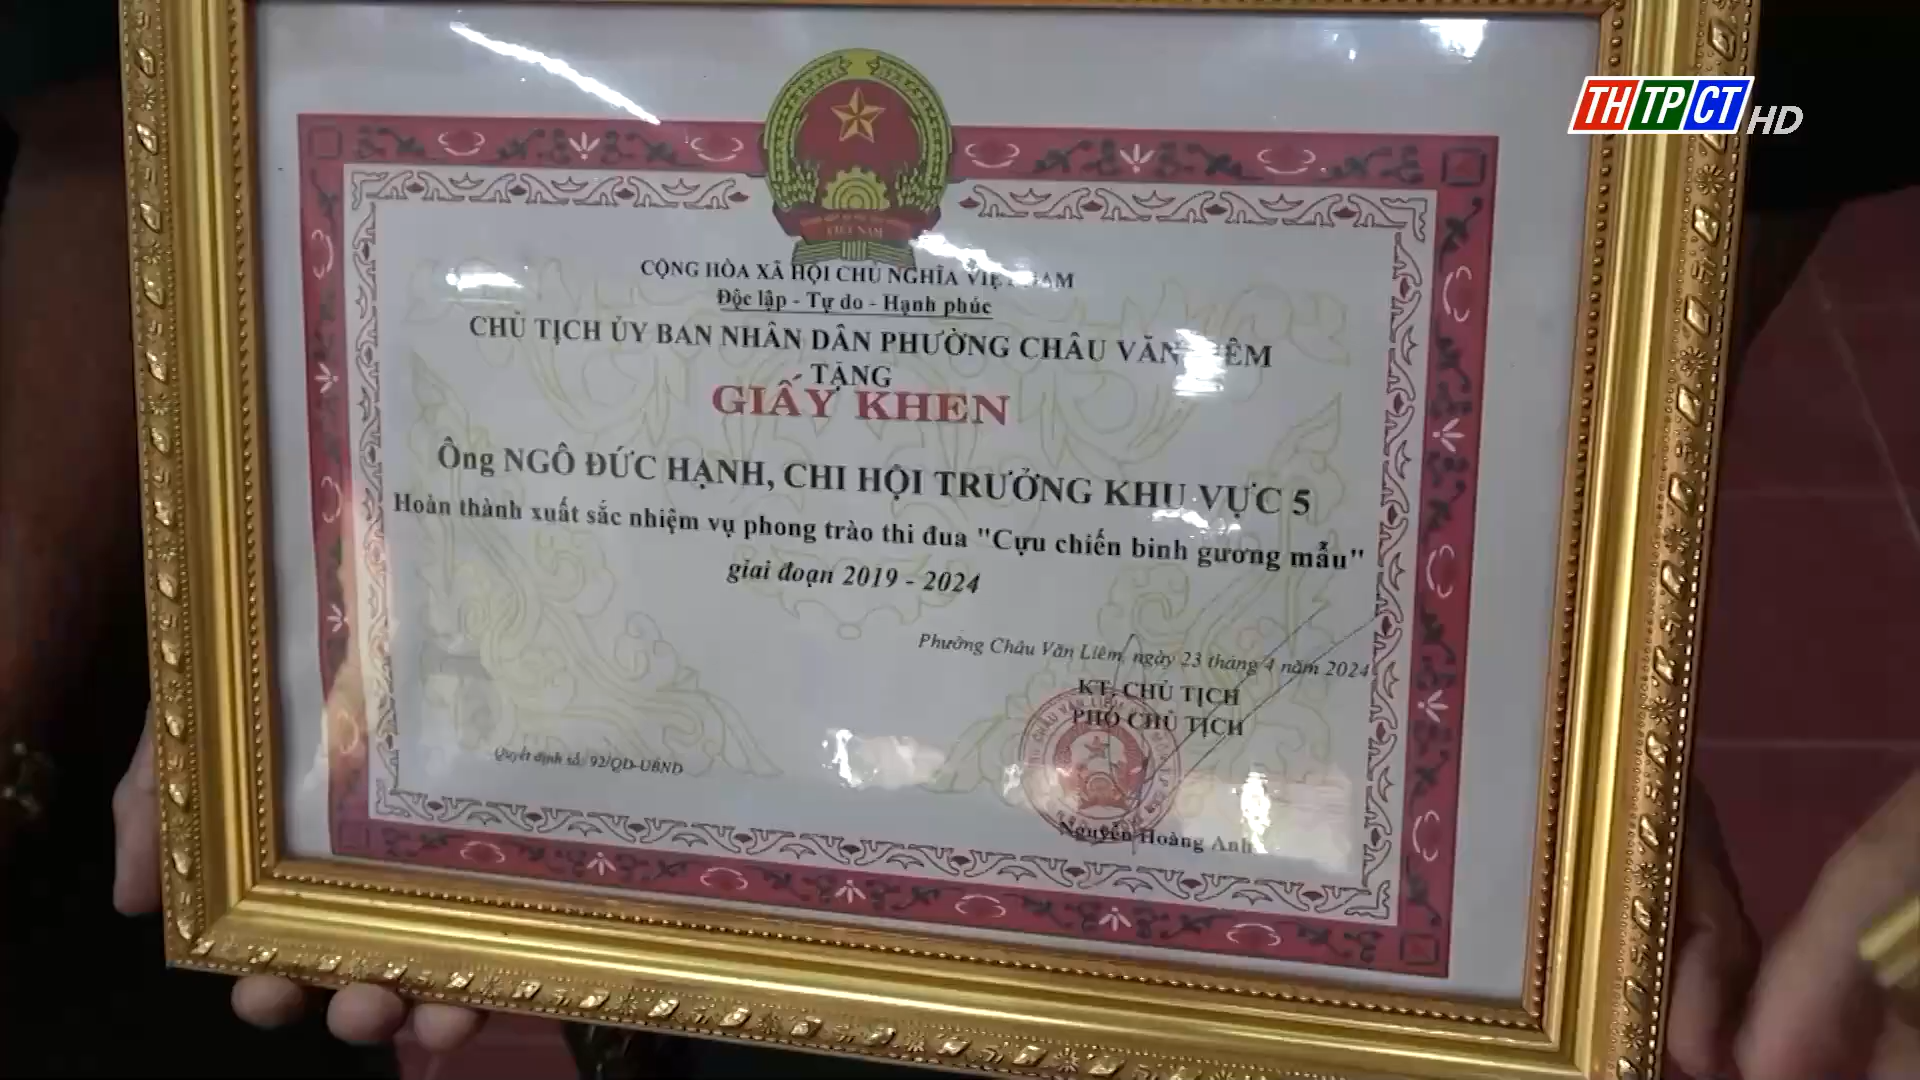 THTPCT HD
VIỆT NAM
CỘNG HÒA XÃ HỘI CHỦ NGHĨA
Độc lập - Tự do - Hạnh phúc
CHỦ TỊCH ỦY BAN NHÂN DÂN PHƯỜNG CHÂU VĂN
TẶNG
GIẤY KHEN
Ông NGÔ ĐỨC HẠNH, CHI HỘI TRƯỞNG KHU VỰC 5
Hoàn thành xuất sắc nhiệm vụ phong trào thi đua "Cựu chiến binh gương mẫu"
giai đoạn 2019 - 2024
Phường Châu Văn Liêm, ngày 23 tháng 4 năm 2024
KT. CHỦ TỊCH
PHÓ CHỦ TỊCH
Quyết định số: 92/QĐ-UBND
Nguyễn Hoàng Anh